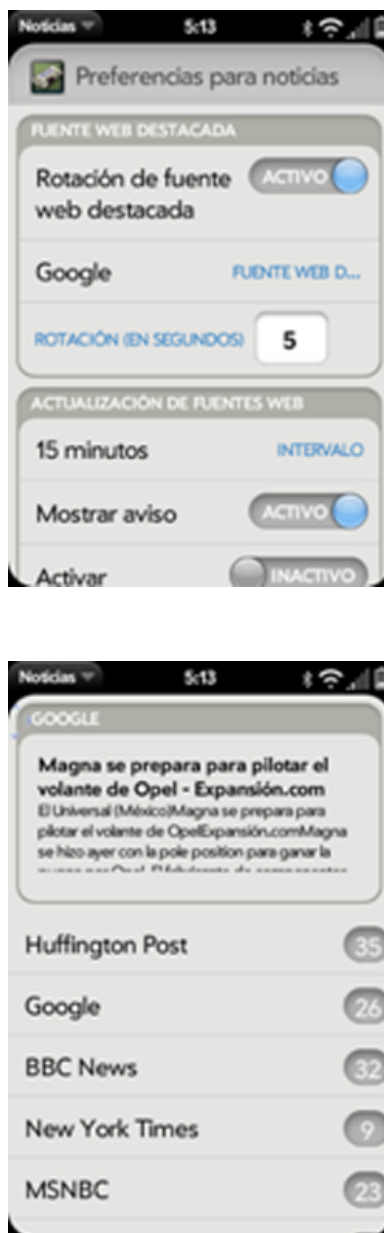 Noticias
5:13
Preferencias para noticias
FUENTE WEB DESTACADA
Rotación de fuente
web destacada
ACTIVO
Google
FUENTE WEB D...
ROTACIÓN (EN SEGUNDOS)
5
ACTUALIZACIÓN DE FUENTES WEB
15 minutos
INTERVALO
Mostrar aviso
ACTIVO
Activar
INACTIVO
Noticias
5:13
GOOGLE
Magna se prepara para pilotar el
volante de Opel - Expansión.com
El Universal (México)Magna se prepara para
pilotar el volante de OpelExpansión.comMagna
se hizo ayer con la pole position para ganar la
Huffington Post
35
Google
26
BBC News
32
New York Times
9
MSNBC
23